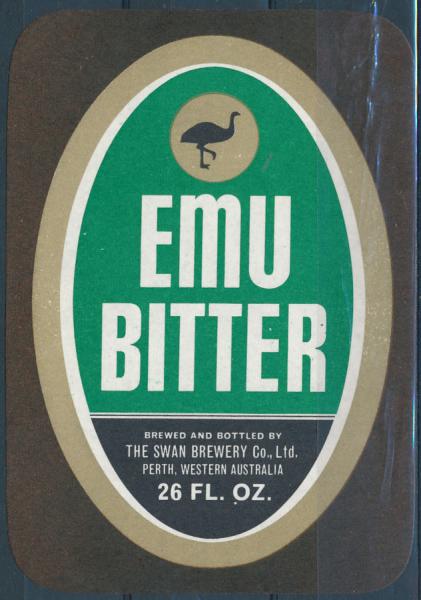 EMU
BITTER
BREWED AND BOTTLED BY
THE SWAN BREWERY Co., Ltd.
PERTH, WESTERN AUSTRALIA
26 FL. OZ.